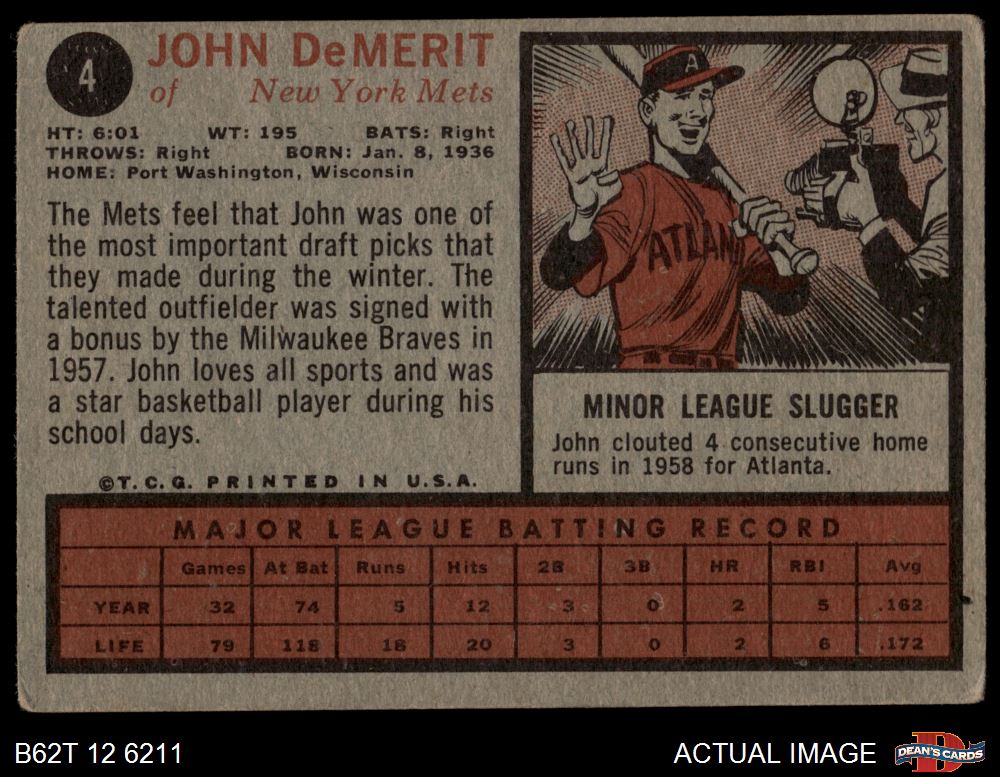 4
JOHN DeMERIT
of New York Mets
HT: 6:01 WT: 195 BATS: Right
THROWS: Right BORN: Jan. 8, 1936
HOME: Port Washington, Wisconsin
The Mets feel that John was one of
the most important draft picks that
they made during the winter. The
talented outfielder was signed with
a bonus by the Milwaukee Braves in
1957. John loves all sports and was
a star basketball player during his
school days.
©T.C.G. PRINTED IN U.S.A.
A
ATLAN
MINOR LEAGUE SLUGGER
John clouted 4 consecutive home
runs in 1958 for Atlanta.
MAJOR LEAGUE BATTING RECORD
Games At Bat Runs Hits 2B 3B HR RBI Avg
YEAR 32 74 5 12 3 0 2 5 .162
LIFE 79 116 18 20 3 0 2 6 .172
B62T 12 6211
ACTUAL IMAGE
D
DEAN'S CARDS